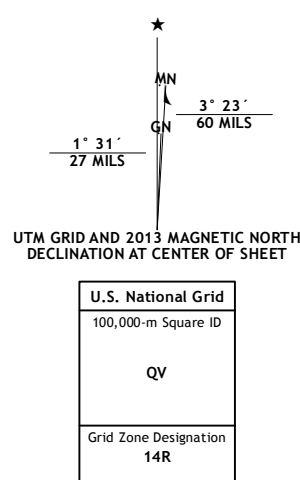 MN
3° 23´
60 MILS
GN
1° 31´
27 MILS
UTM GRID AND 2013 MAGNETIC NORTH
DECLINATION AT CENTER OF SHEET
U.S. National Grid
100,000-m Square ID
QV
Grid Zone Designation
14R